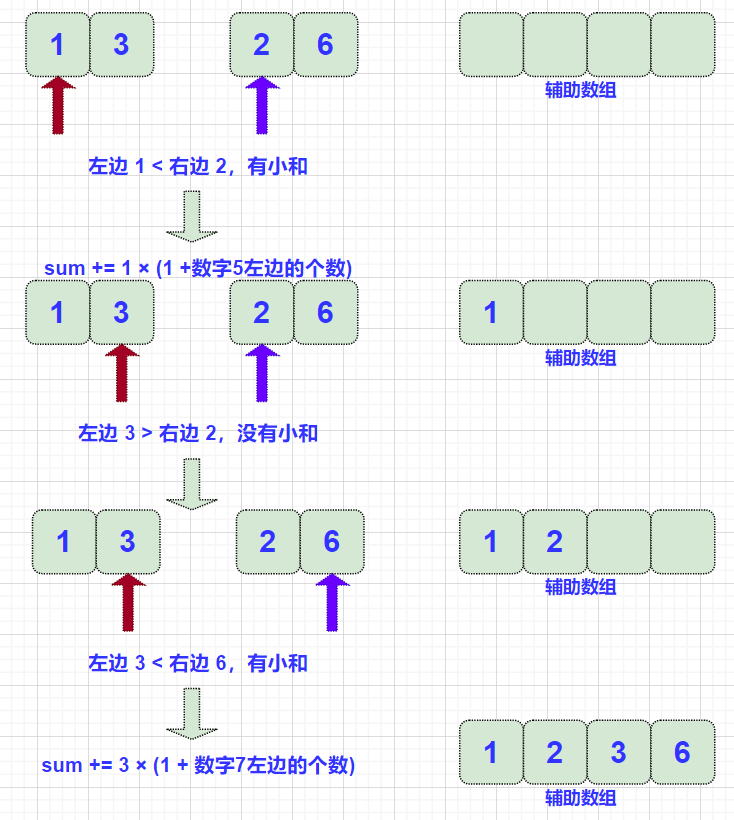 1 3 2 6
辅助数组
左边 1 < 右边 2，有小和
sum += 1 × (1 +数字5左边的个数)
1 3 2 6 1
辅助数组
左边 3 > 右边 2，没有小和
1 3 2 6 1 2
辅助数组
左边 3 < 右边 6，有小和
sum += 3 × (1 + 数字7左边的个数)
1 2 3 6
辅助数组